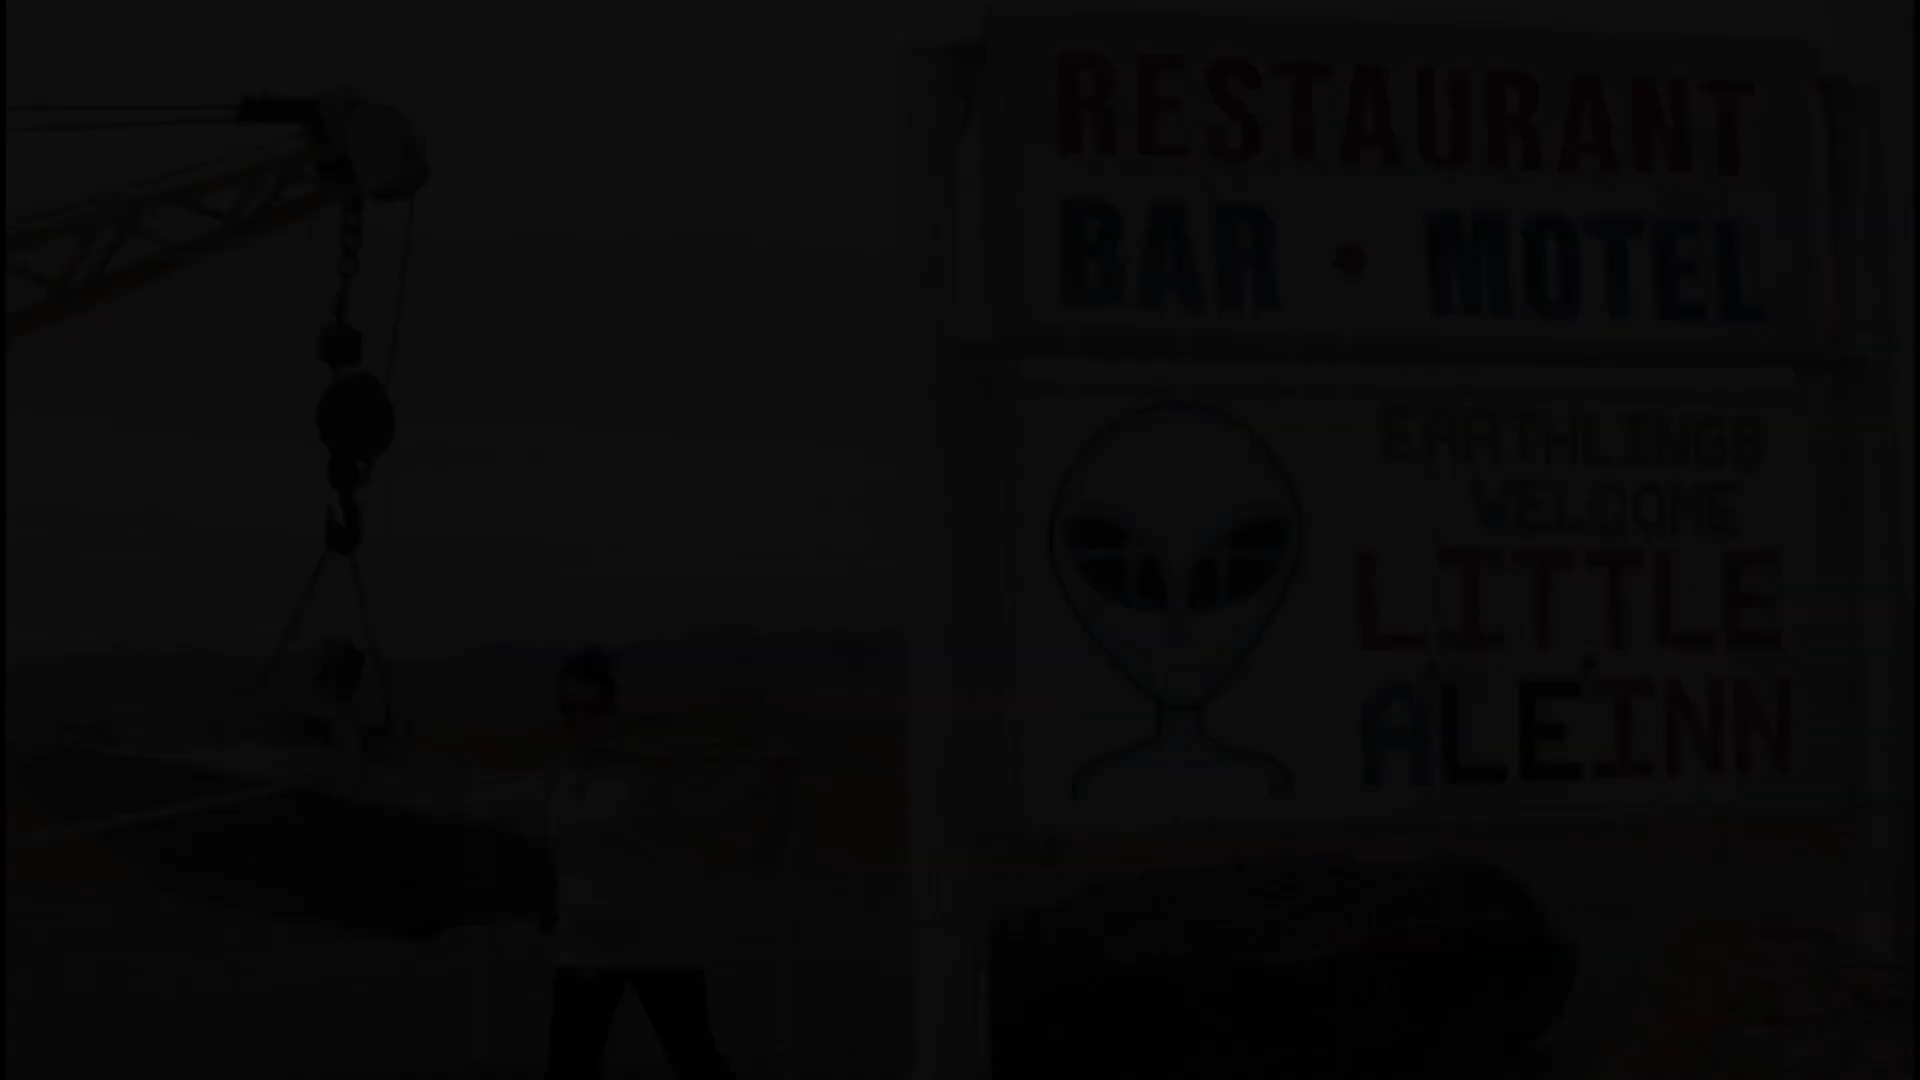 RESTAURANT
BAR • MOTEL
EARTHLINGS
WELCOME
LITTLE
A'LE'INN